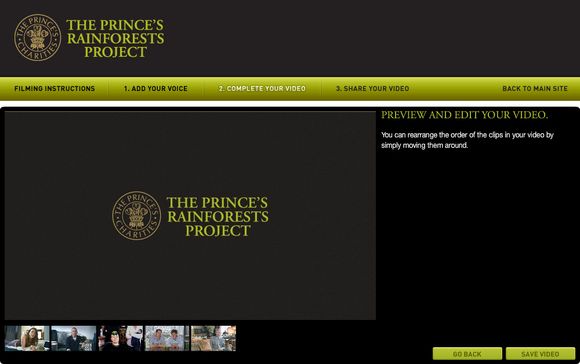 THE PRINCE'S CHARITIES
THE PRINCE'S
RAINFORESTS
PROJECT
FILMING INSTRUCTIONS
1. ADD YOUR VOICE
2. COMPLETE YOUR VIDEO
3. SHARE YOUR VIDEO
BACK TO MAIN SITE
PREVIEW AND EDIT YOUR VIDEO.
You can rearrange the order of the clips in your video by
simply moving them around.
THE PRINCE'S CHARITIES
THE PRINCE'S
RAINFORESTS
PROJECT
GO BACK
SAVE VIDEO